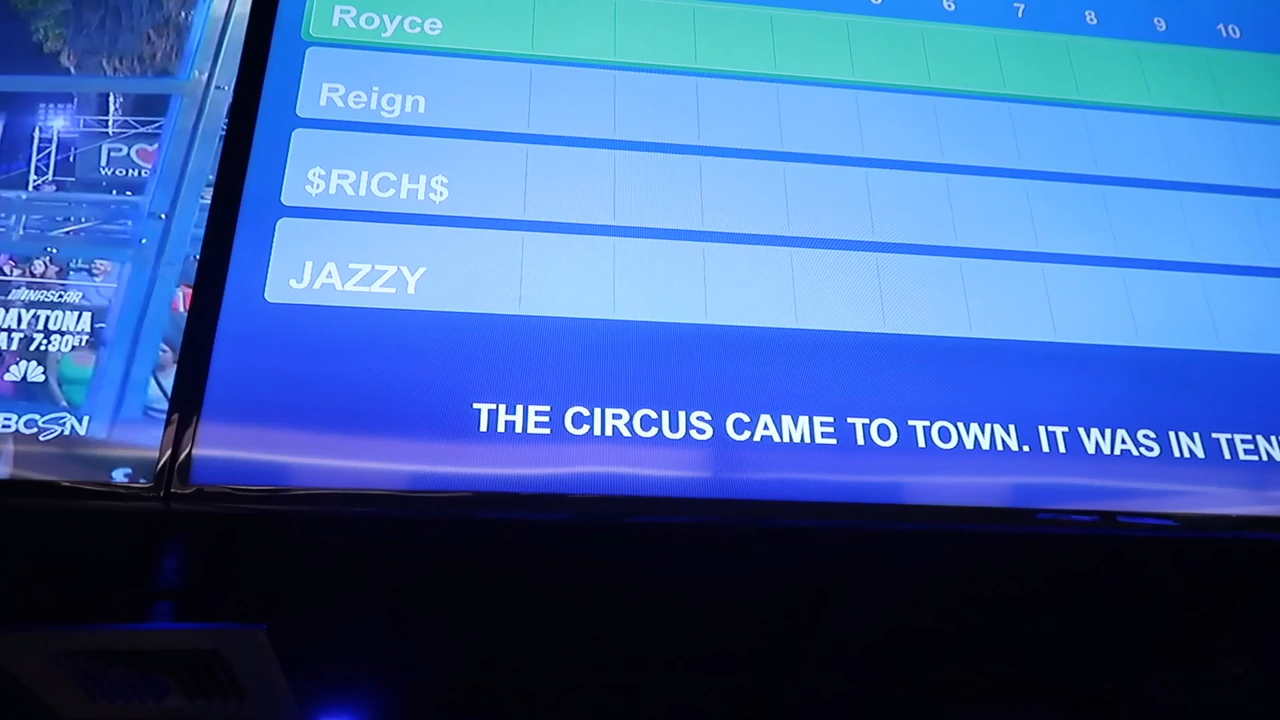 6 7 8 9 10
Royce
Reign
$RICH$
JAZZY
THE CIRCUS CAME TO TOWN. IT WAS IN TEN
WOND
NASCAR
DAYTONA
AT 7:30ET
BCSN